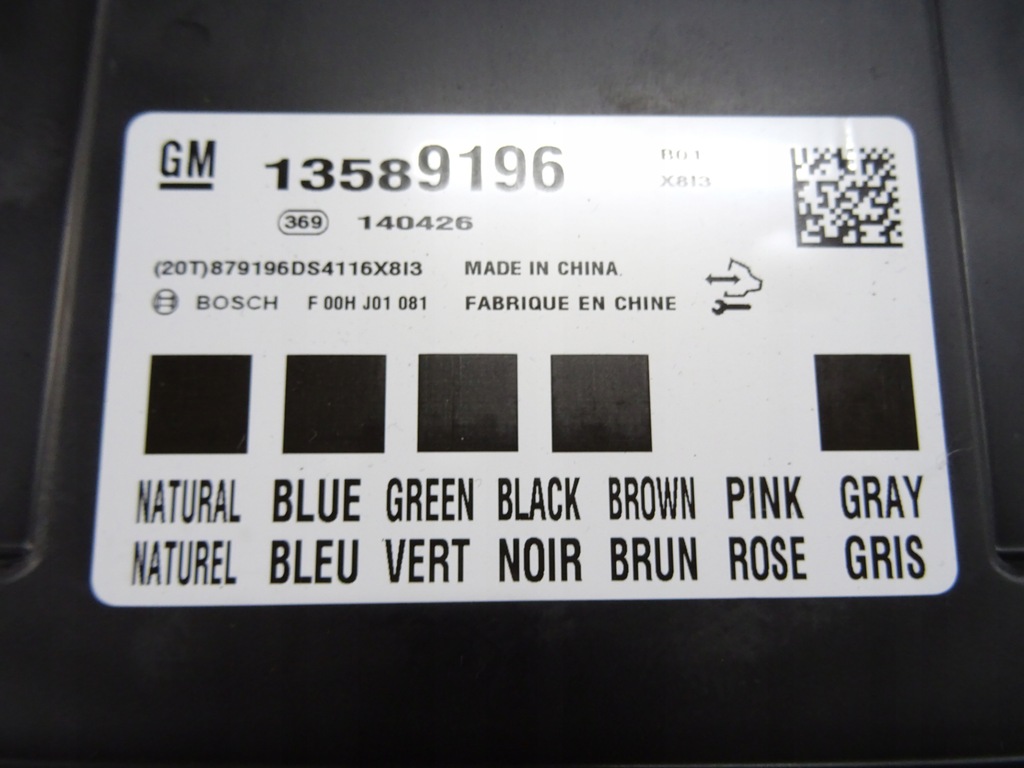 GM 13589196 B01
X8I3
369 140426
(20T)879196DS4116X8I3 MADE IN CHINA
BOSCH F 00H J01 081 FABRIQUE EN CHINE
NATURAL BLUE GREEN BLACK BROWN PINK GRAY
NATUREL BLEU VERT NOIR BRUN ROSE GRIS